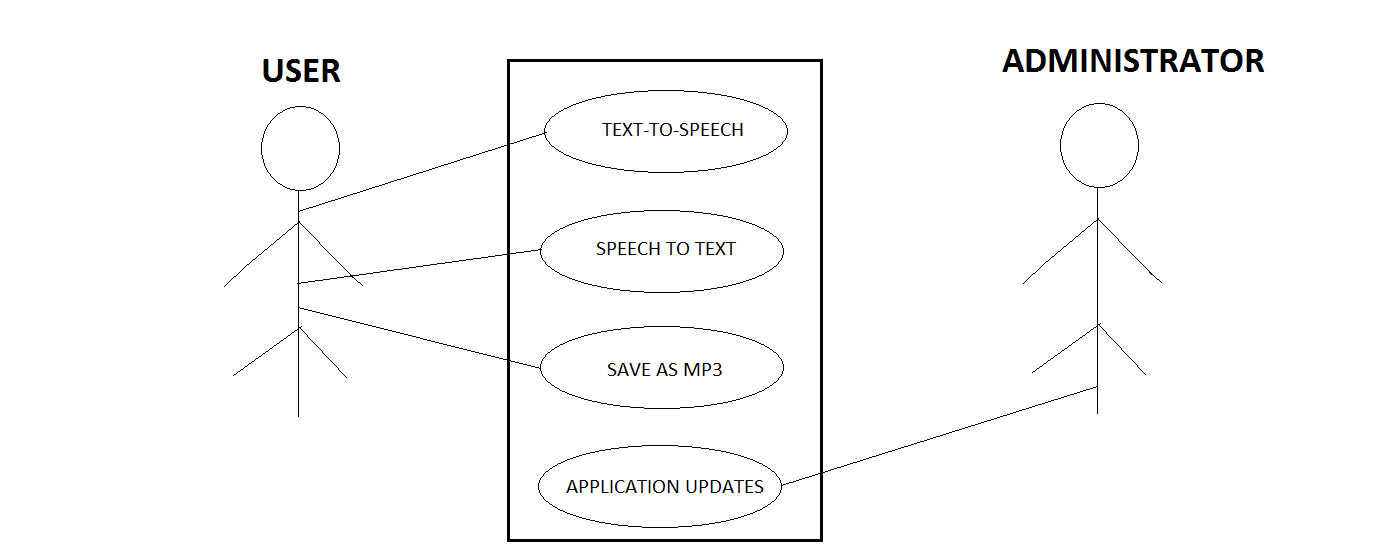 USER
ADMINISTRATOR
TEXT-TO-SPEECH
SPEECH TO TEXT
SAVE AS MP3
APPLICATION UPDATES